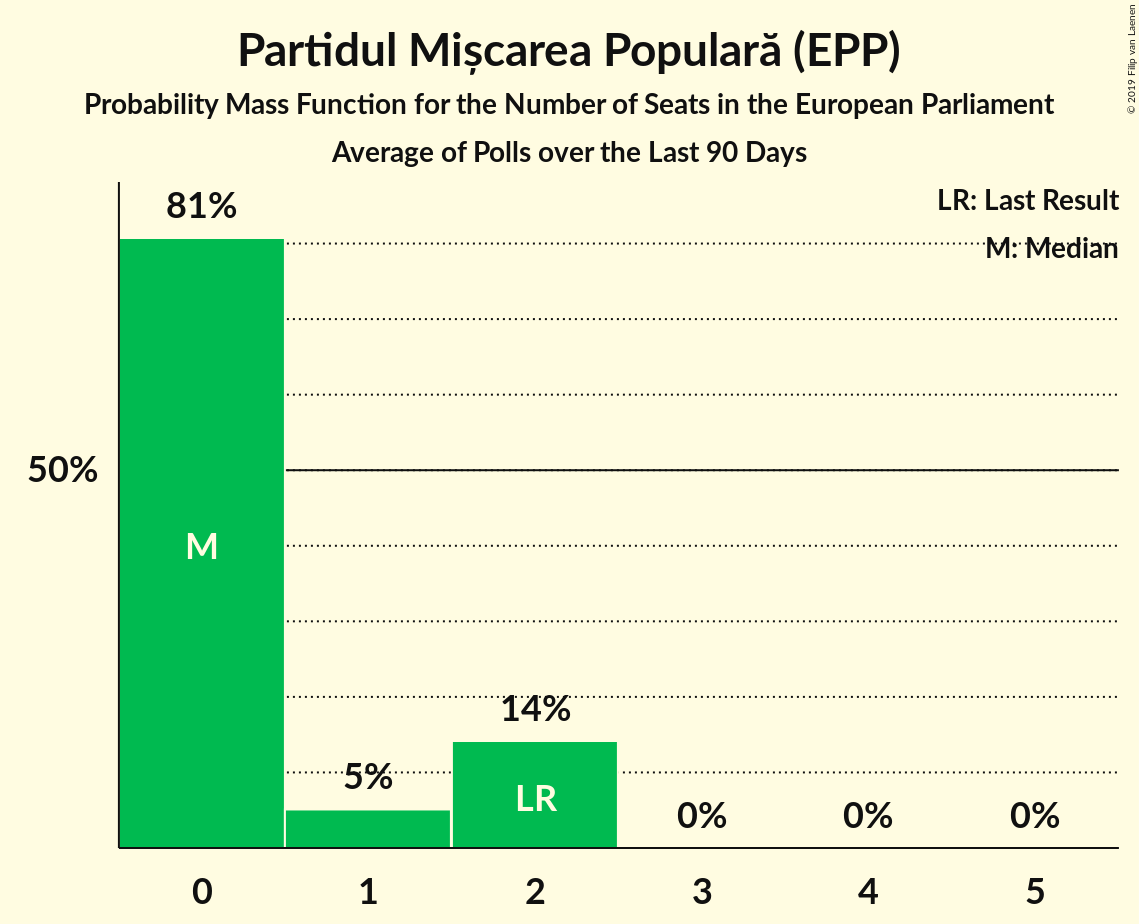 Partidul Mișcarea Populară (EPP)
Probability Mass Function for the Number of Seats in the European Parliament
Average of Polls over the Last 90 Days
© 2019 Filip van Laenen
LR: Last Result
M: Median
81%
50%
M
14%
5%
LR
0%
0%
0%
0
1
2
3
4
5